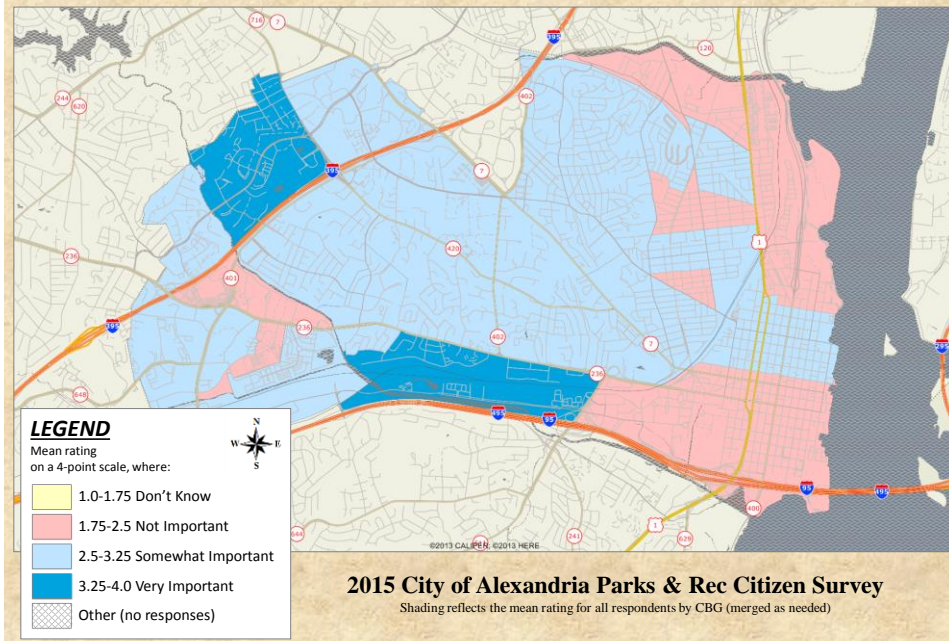 716
7
395
120
244
620
402
395
7
236
420
1
401
395
236
402
7
295
236
648
495
95
95
495
400
1
644
241
629
©2013 CALIPER; ©2013 HERE
LEGEND
Mean rating
on a 4-point scale, where:
N
W E
S
1.0-1.75 Don't Know
1.75-2.5 Not Important
2.5-3.25 Somewhat Important
3.25-4.0 Very Important
Other (no responses)
2015 City of Alexandria Parks & Rec Citizen Survey
Shading reflects the mean rating for all respondents by CBG (merged as needed)